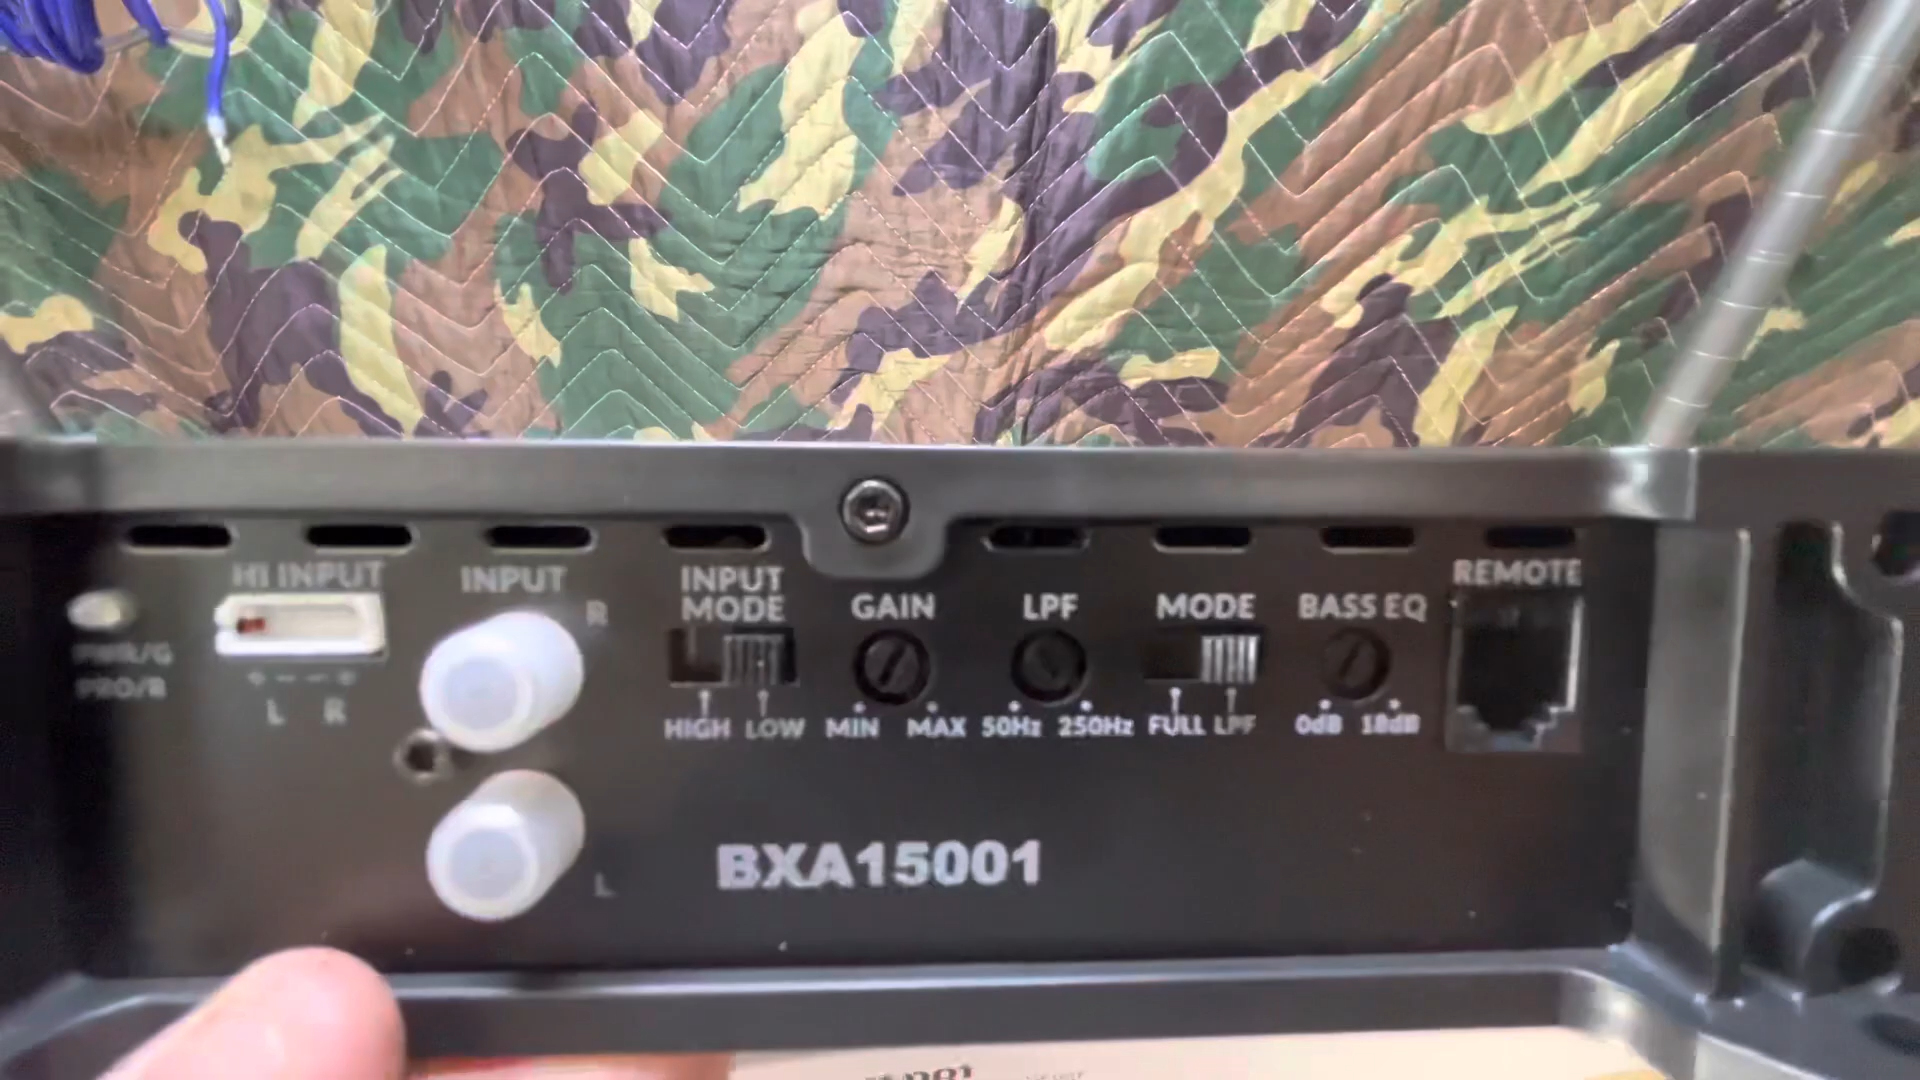 HI INPUT
INPUT
INPUT
MODE
GAIN
LPF
MODE
BASS EQ
REMOTE
R
PWR/G
PRO/R
+ - - +
L R
HIGH LOW
MIN MAX
50Hz 250Hz
FULL LPF
0dB 18dB
L
BXA15001